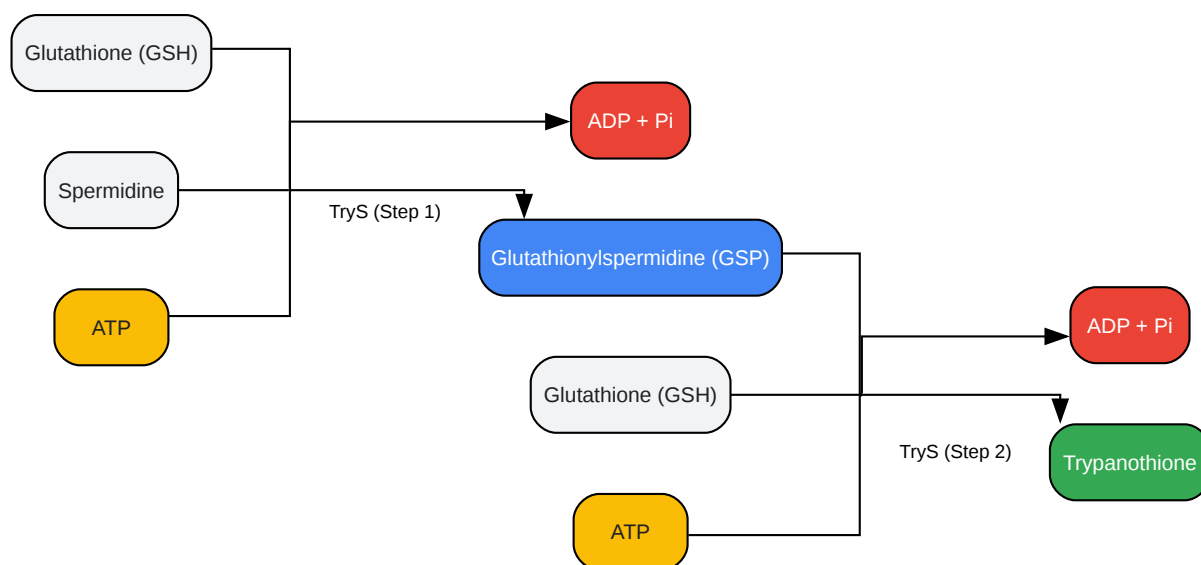 Glutathione (GSH)
ADP + Pi
Spermidine
TryS (Step 1)
Glutathionylspermidine (GSP)
ATP
ADP + Pi
Glutathione (GSH)
TryS (Step 2)
Trypanothione
ATP